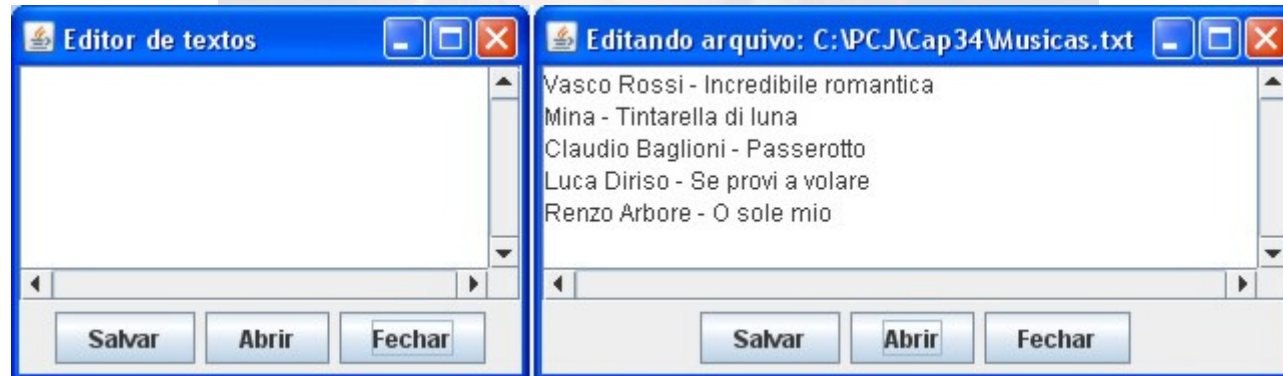 Editor de textos
Salvar Abrir Fechar
Editando arquivo: C:\PCJ\Cap34\Musicas.txt
Vasco Rossi - Incredibile romantica
Mina - Tintarella di luna
Claudio Baglioni - Passerotto
Luca Diriso - Se provi a volare
Renzo Arbore - O sole mio
Salvar Abrir Fechar